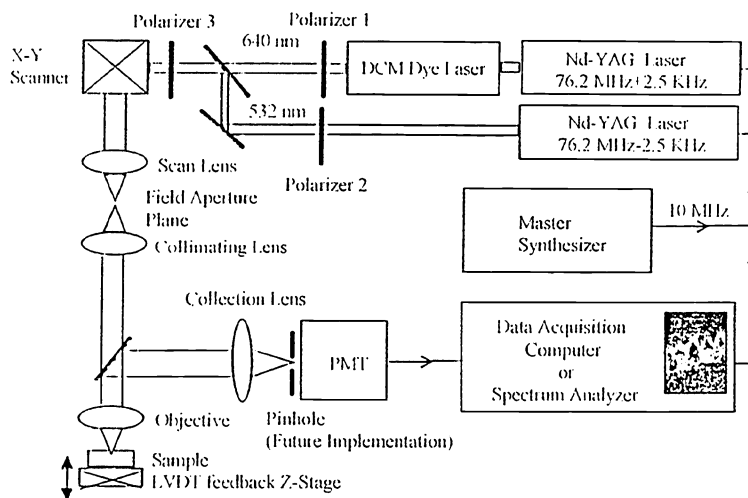 Polarizer 3
640 nm
Polarizer 1
X-Y
Scanner
DCM Dye Laser
Nd-YAG Laser
76.2 MHz+2.5 KHz
532 nm
Nd-YAG Laser
76.2 MHz-2.5 KHz
Scan Lens
Polarizer 2
Field Aperture
Plane
Collimating Lens
Master
Synthesizer
10 MHz
Collection Lens
PMT
Data Acquisition
Computer
or
Spectrum Analyzer
Objective
Pinhole
(Future Implementation)
Sample
LVDT feedback Z-Stage